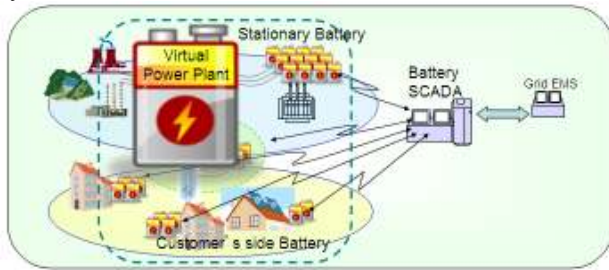 Stationary Battery
Virtual
Power Plant
Battery
SCADA
Grid EMS
Customer`s side Battery